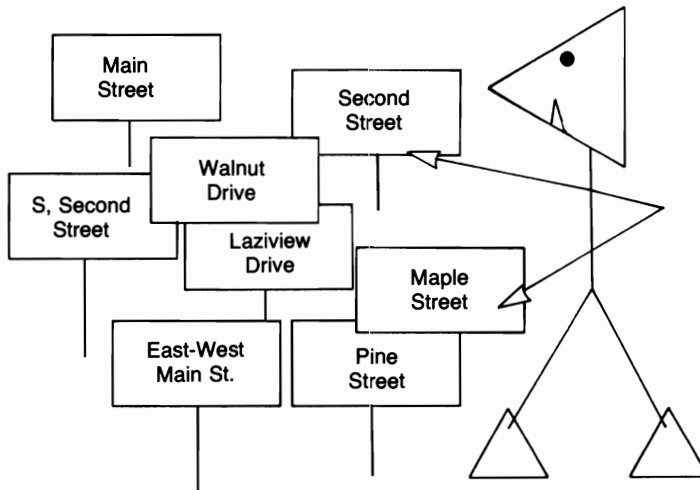 Main
Street
Second
Street
Walnut
Drive
S, Second
Street
Laziview
Drive
Maple
Street
East-West
Main St.
Pine
Street